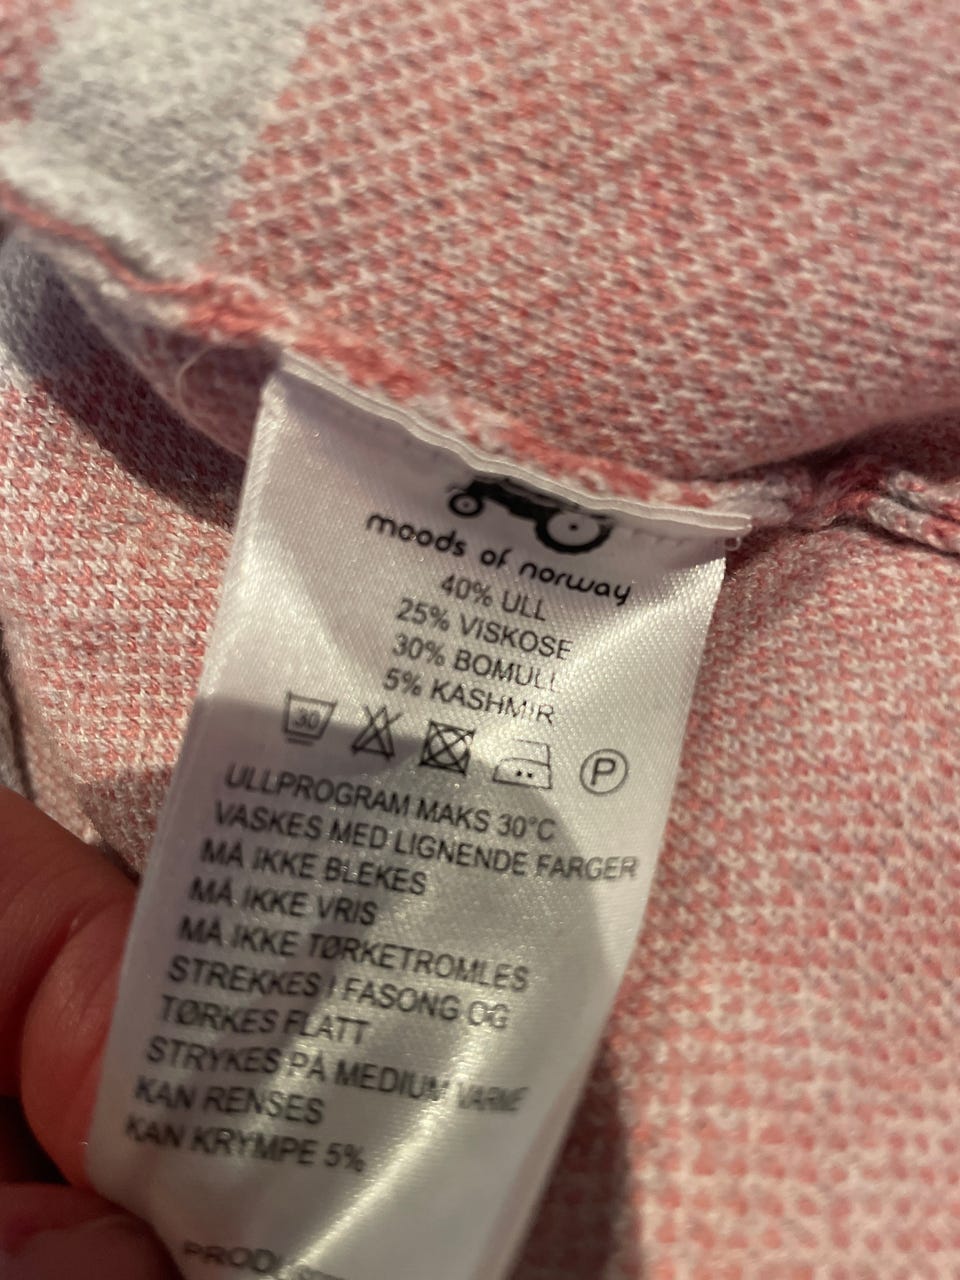 moods of norway
40% ULL
25% VISKOSE
30% BOMULL
5% KASHMIR
30 P
ULLPROGRAM MAKS 30°C
VASKES MED LIGNENDE FARGER
MÅ IKKE BLEKES
MÅ IKKE VRIS
MÅ IKKE TØRKETROMLES
STREKKES I FASONG OG
TØRKES FLATT
STRYKES PÅ MEDIUM VARME
KAN RENSES
KAN KRYMPE 5%